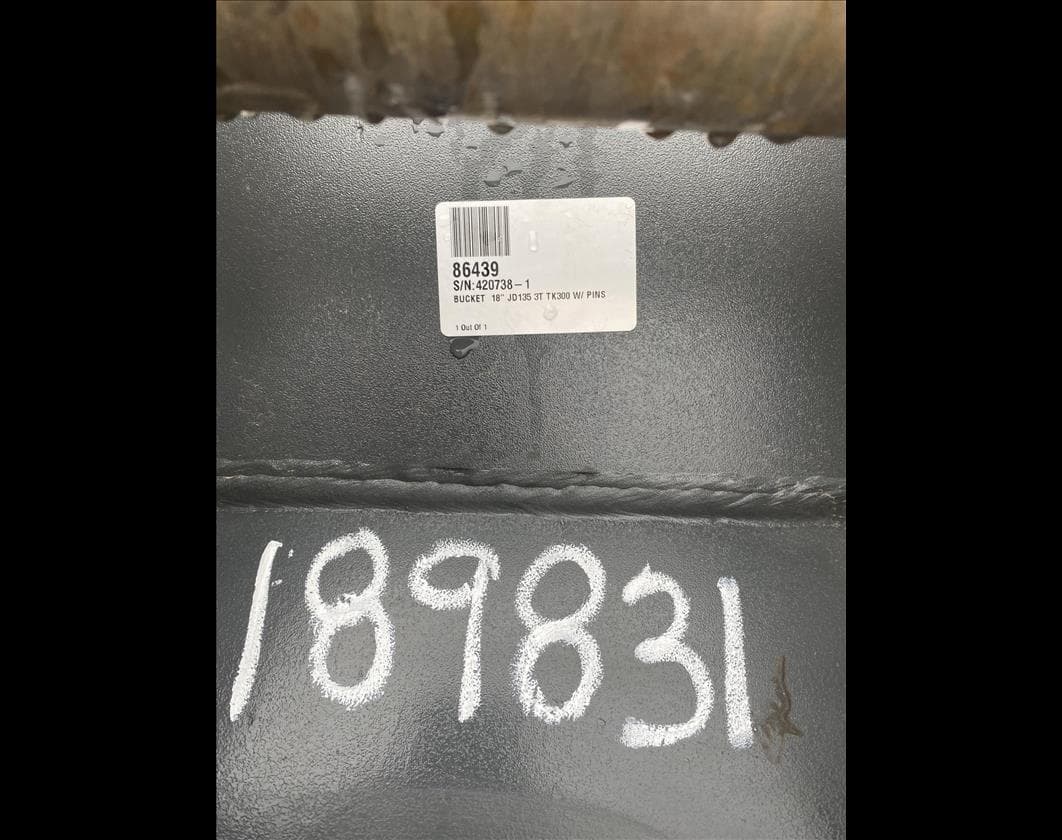 86439
S/N:420738-1
BUCKET 18" JD135 3T TK300 W/ PINS
1 Out Of 1
189831